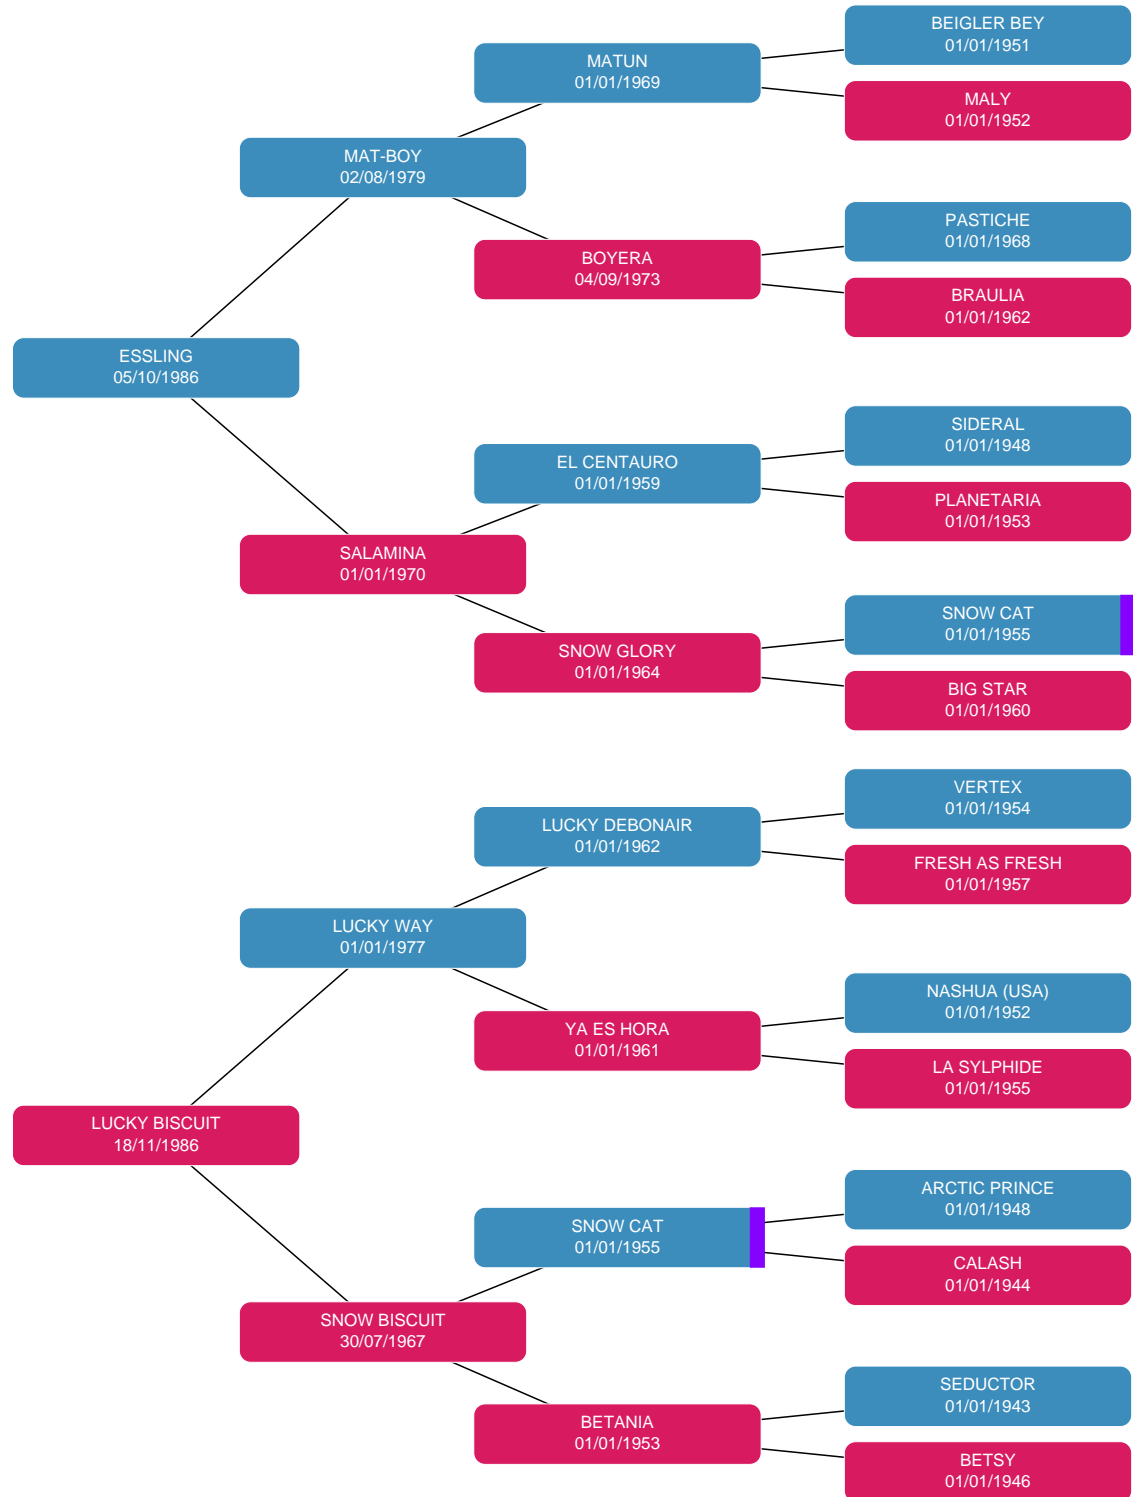 BEIGLER BEY
01/01/1951
MATUN
01/01/1969
MALY
01/01/1952
MAT-BOY
02/08/1979
PASTICHE
01/01/1968
BOYERA
04/09/1973
BRAULIA
01/01/1962
ESSLING
05/10/1986
SIDERAL
01/01/1948
EL CENTAURO
01/01/1959
PLANETARIA
01/01/1953
SALAMINA
01/01/1970
SNOW CAT
01/01/1955
SNOW GLORY
01/01/1964
BIG STAR
01/01/1960
VERTEX
01/01/1954
LUCKY DEBONAIR
01/01/1962
FRESH AS FRESH
01/01/1957
LUCKY WAY
01/01/1977
NASHUA (USA)
01/01/1952
YA ES HORA
01/01/1961
LA SYLPHIDE
01/01/1955
LUCKY BISCUIT
18/11/1986
ARCTIC PRINCE
01/01/1948
SNOW CAT
01/01/1955
CALASH
01/01/1944
SNOW BISCUIT
30/07/1967
SEDUCTOR
01/01/1943
BETANIA
01/01/1953
BETSY
01/01/1946